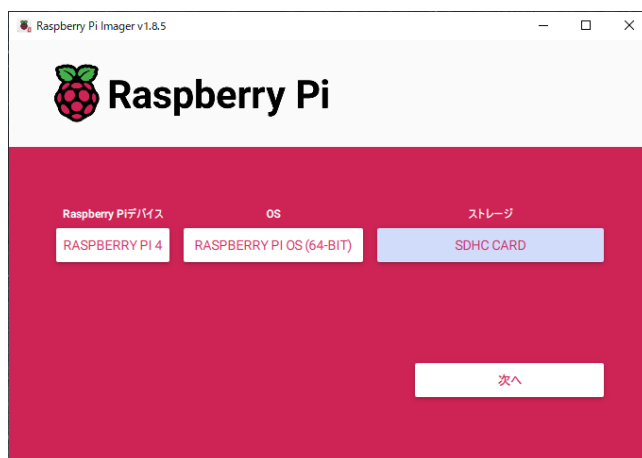 Raspberry Pi Imager v1.8.5
Raspberry Pi
Raspberry Piデバイス OS ストレージ
RASPBERRY PI 4 RASPBERRY PI OS (64-BIT) SDHC CARD
次へ